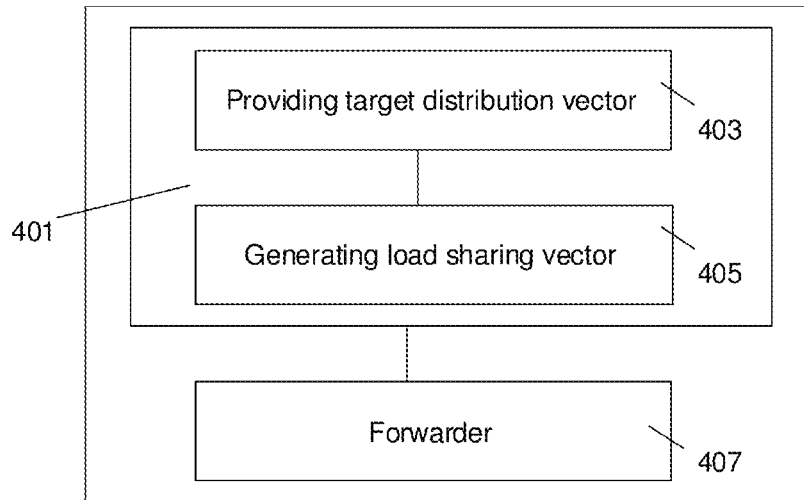 Providing target distribution vector
403
401
Generating load sharing vector
405
Forwarder
407